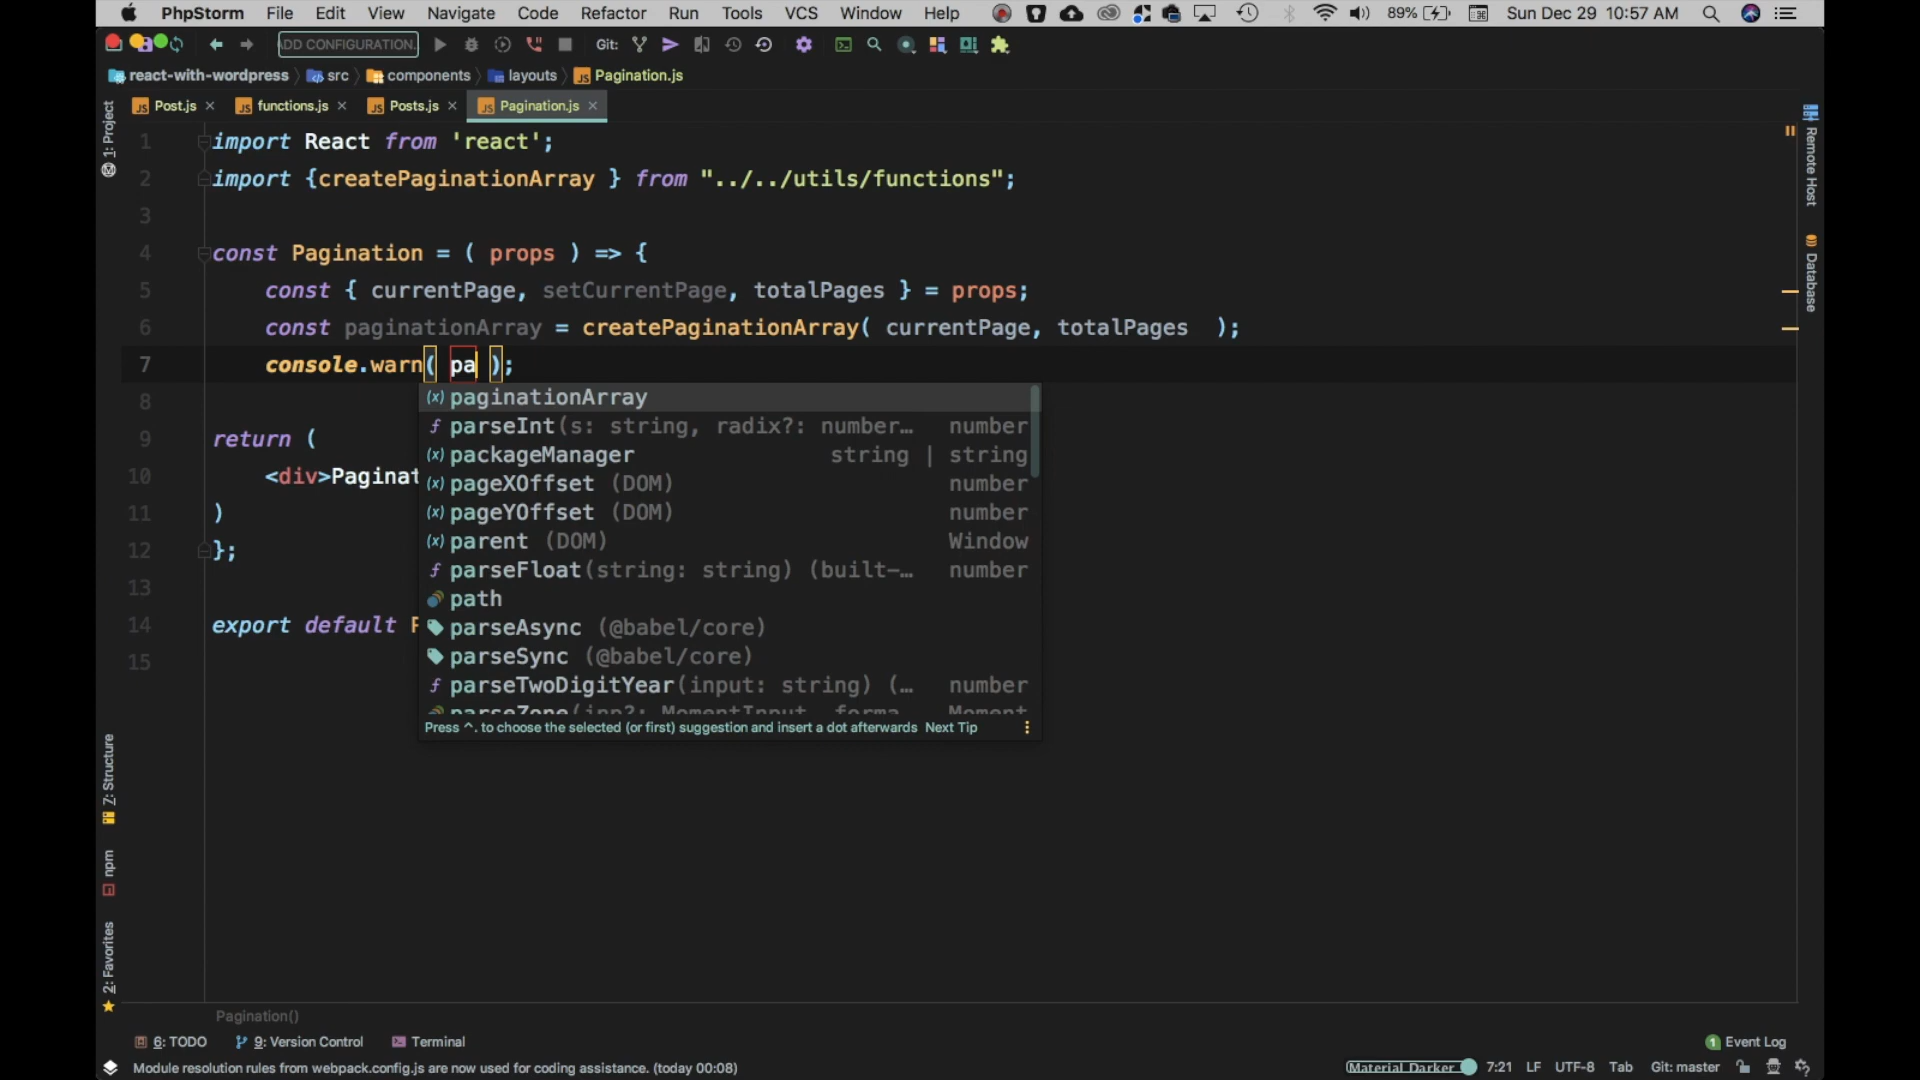 PhpStorm File Edit View Navigate Code Refactor Run Tools VCS Window Help 89% Sun Dec 29 10:57 AM
ADD CONFIGURATION. Git:
react-with-wordpress src components layouts Pagination.js
Post.js functions.js Posts.js Pagination.js
1: Project
Remote Host
Database
1 import React from 'react';
2 import {createPaginationArray } from "../../utils/functions";
3
4 const Pagination = ( props ) => {
5 const { currentPage, setCurrentPage, totalPages } = props;
6 const paginationArray = createPaginationArray( currentPage, totalPages );
7 console.warn( pa );
8
9 return (
10 <div>Paginat
11 )
12 };
13
14 export default P
15
paginationArray
parseInt(s: string, radix?: number… number
packageManager string | string
pageXOffset (DOM) number
pageYOffset (DOM) number
parent (DOM) Window
parseFloat(string: string) (built-… number
path
parseAsync (@babel/core)
parseSync (@babel/core)
parseTwoDigitYear(input: string) (… number
parseZone(inp?: MomentInput, forma Moment
Press ^. to choose the selected (or first) suggestion and insert a dot afterwards Next Tip
Z: Structure
npm
2: Favorites
Pagination()
6: TODO 9: Version Control Terminal 1 Event Log
Module resolution rules from webpack.config.js are now used for coding assistance. (today 00:08) Material Darker 7:21 LF UTF-8 Tab Git: master